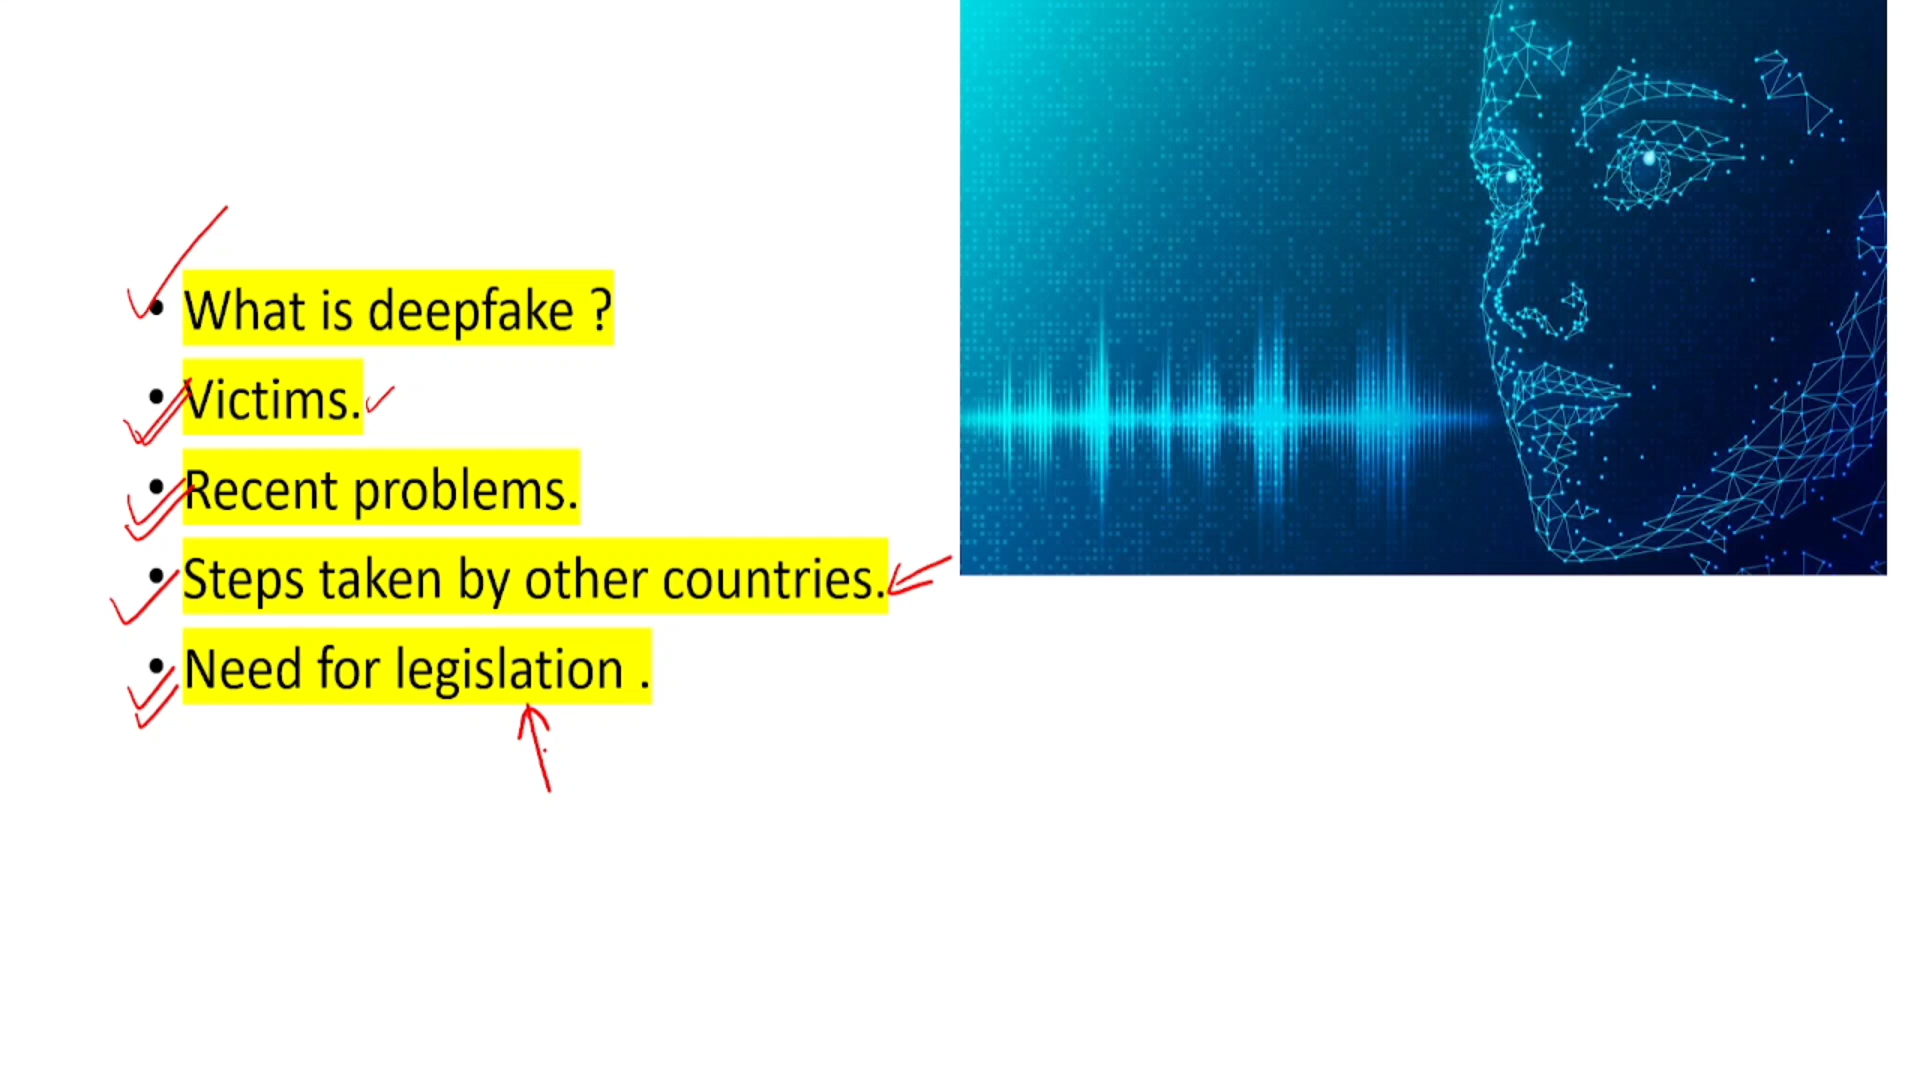 • What is deepfake ?
• Victims.
• Recent problems.
• Steps taken by other countries.
• Need for legislation .